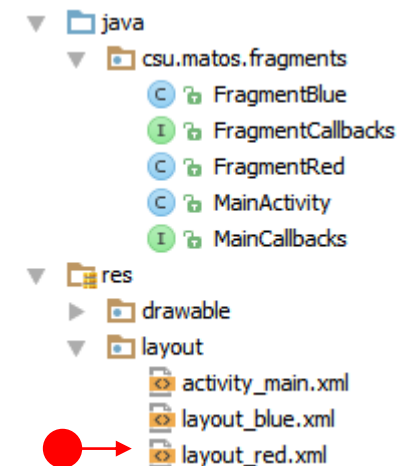 java
csu.matos.fragments
C FragmentBlue
I FragmentCallbacks
C FragmentRed
C MainActivity
I MainCallbacks
res
drawable
layout
activity_main.xml
layout_blue.xml
layout_red.xml